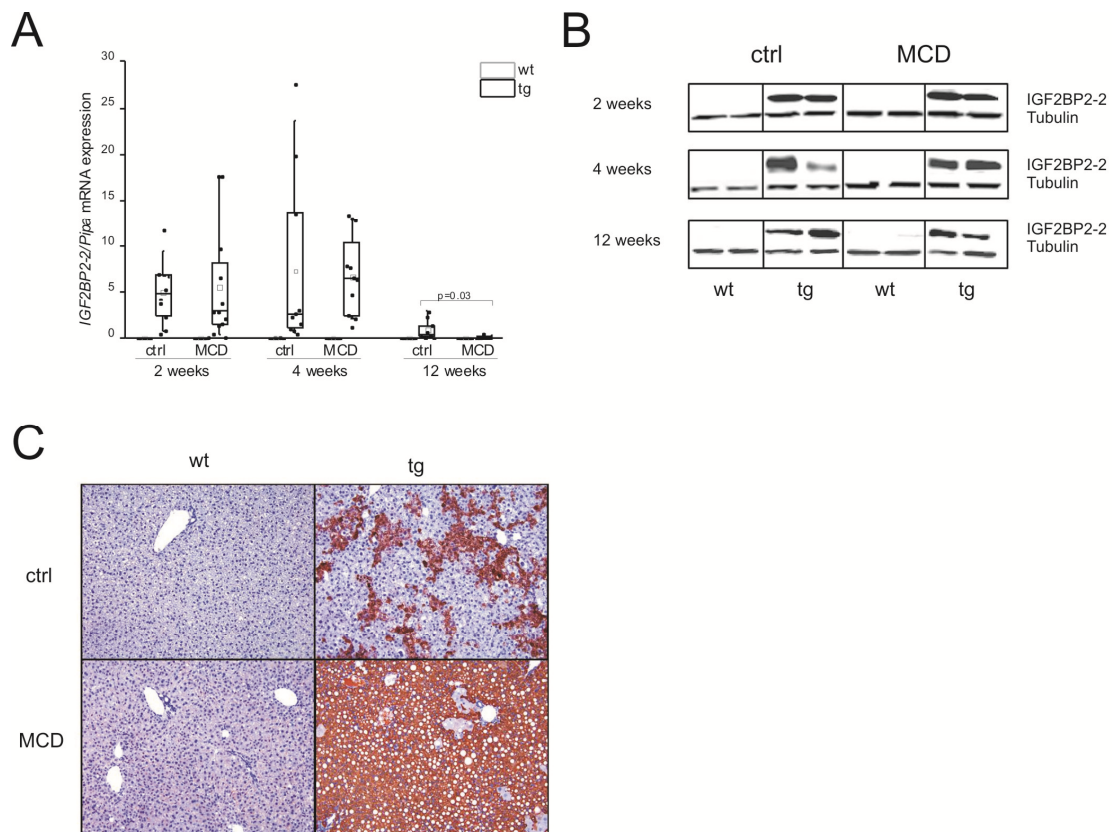 A
30
25
20
15
10
5
0
IGF2BP2-2/Pipa mRNA expression
wt
tg
p=0.03
ctrl MCD ctrl MCD ctrl MCD
2 weeks 4 weeks 12 weeks
B
ctrl MCD
2 weeks IGF2BP2-2
Tubulin
4 weeks IGF2BP2-2
Tubulin
12 weeks IGF2BP2-2
Tubulin
wt tg wt tg
C
wt tg
ctrl
MCD